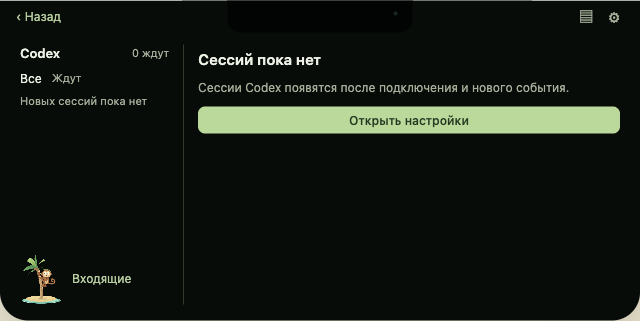 ‹ Назад
Codex
0 ждут
Все Ждут
Новых сессий пока нет
Входящие
Сессий пока нет
Сессии Codex появятся после подключения и нового события.
Открыть настройки